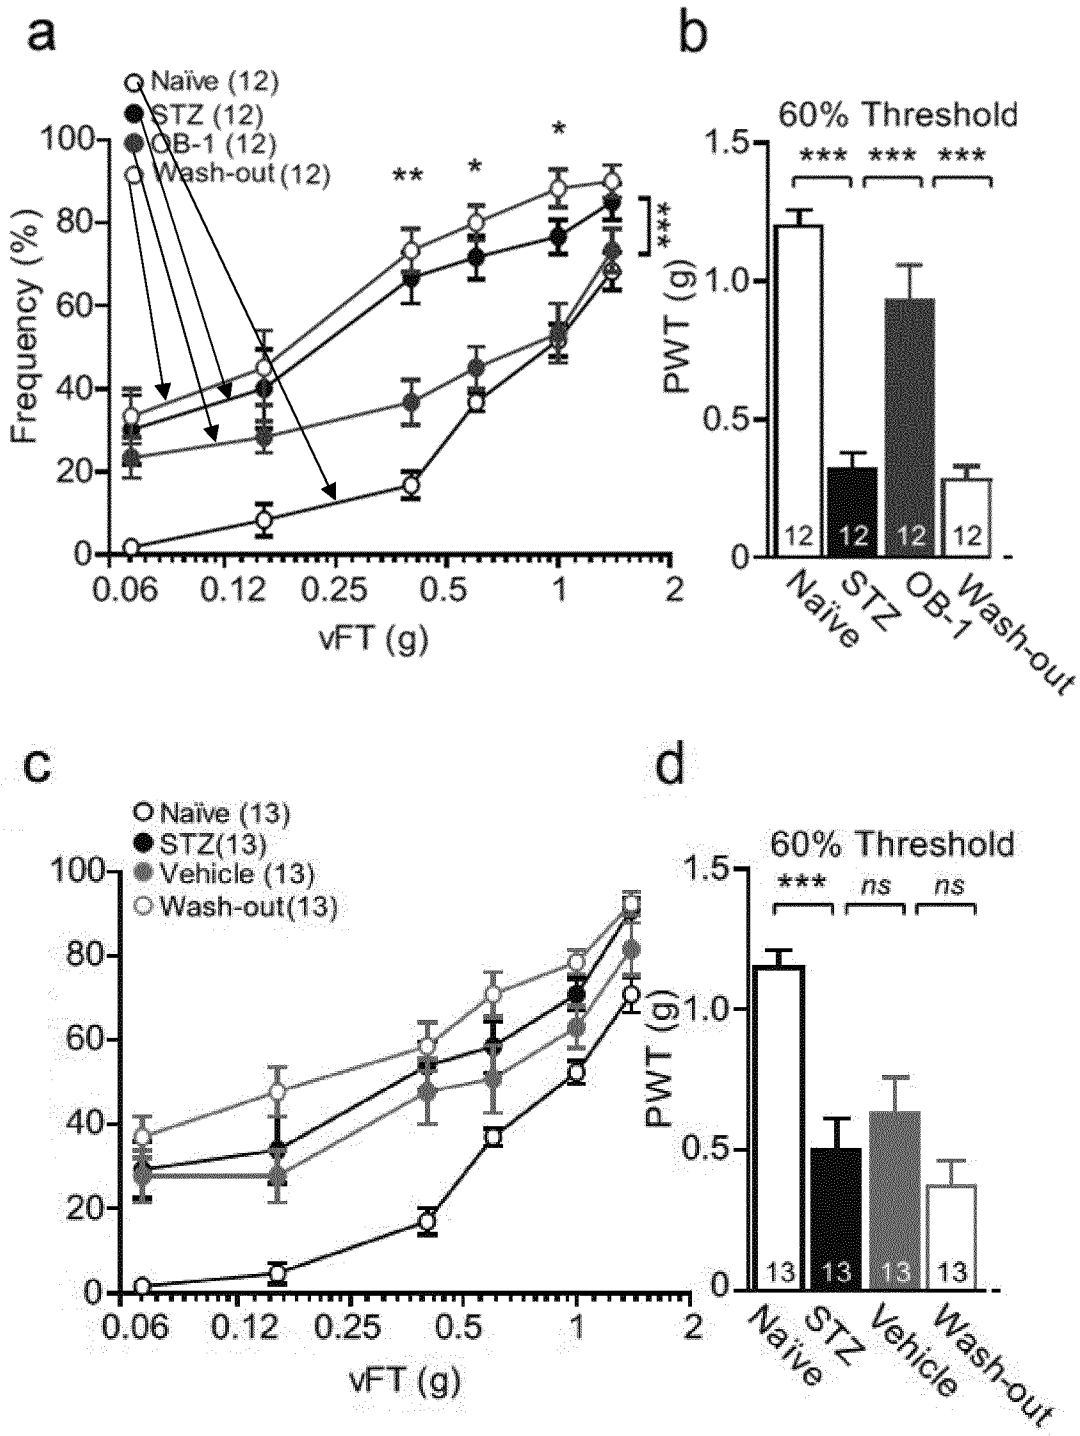 a
Naïve (12)
STZ (12)
OB-1 (12)
Wash-out (12)
100
80
60
40
20
0
Frequency (%)
** * *
***
0.06 0.12 0.25 0.5 1 2
vFT (g)
b
60% Threshold
*** *** ***
1.5
1.0
0.5
0
PWT (g)
12 12 12 12
Naïve
STZ
OB-1
Wash-out
c
Naïve (13)
STZ(13)
Vehicle (13)
Wash-out(13)
100
80
60
40
20
0
0.06 0.12 0.25 0.5 1 2
vFT (g)
d
60% Threshold
*** ns ns
1.5
1.0
0.5
0
PWT (g)
13 13 13 13
Naïve
STZ
Vehicle
Wash-out